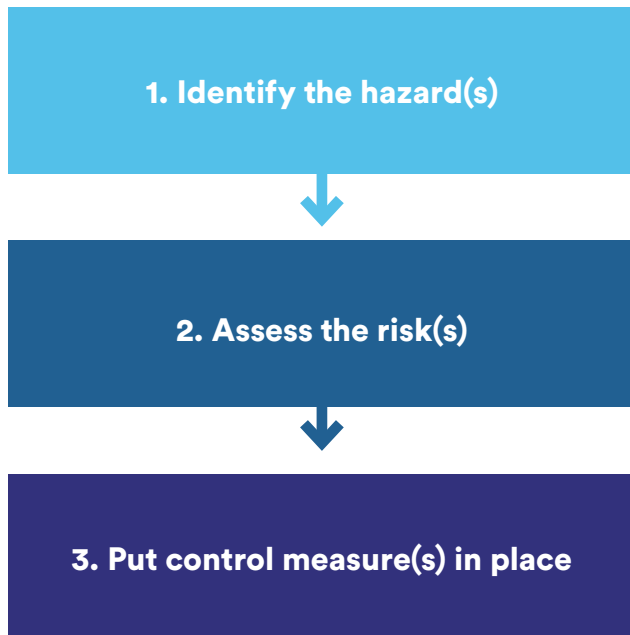 1. Identify the hazard(s)
2. Assess the risk(s)
3. Put control measure(s) in place